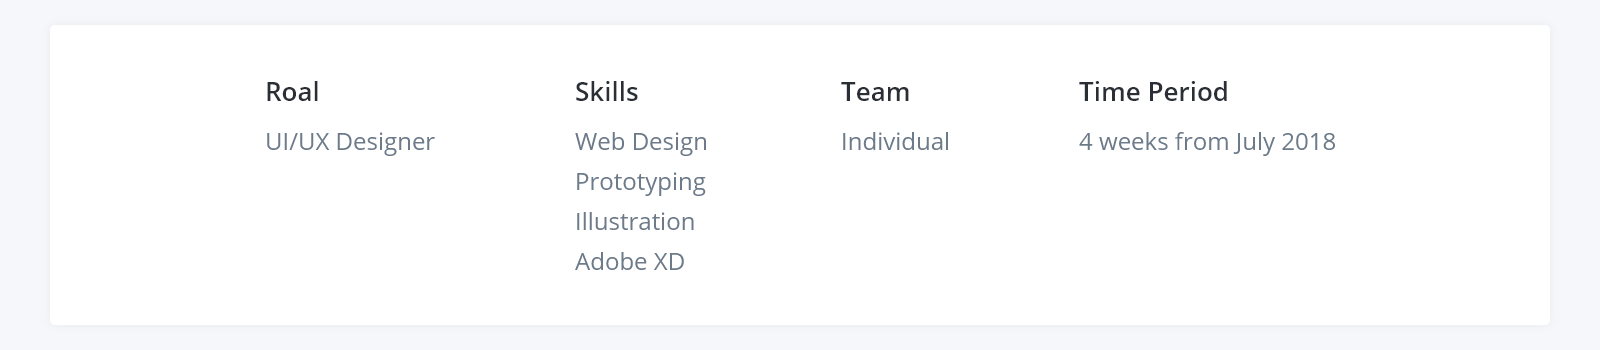 Roal
UI/UX Designer
Skills
Web Design
Prototyping
Illustration
Adobe XD
Team
Individual
Time Period
4 weeks from July 2018